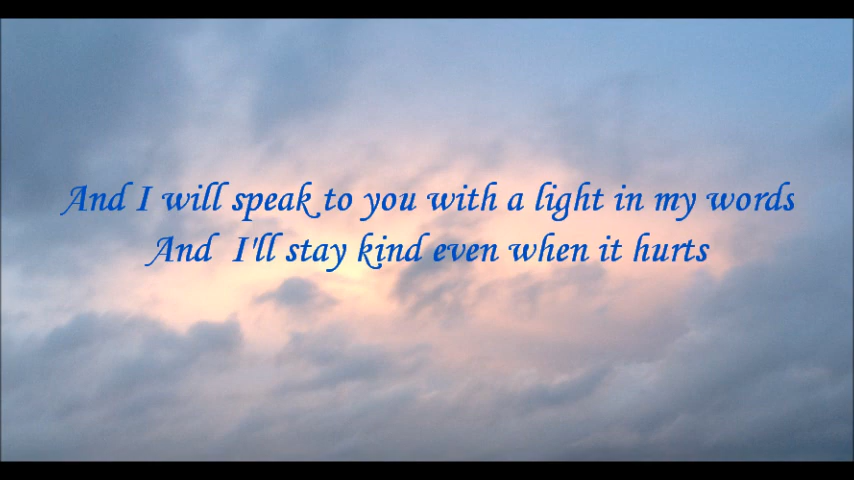 And I will speak to you with a light in my words
And I'll stay kind even when it hurts